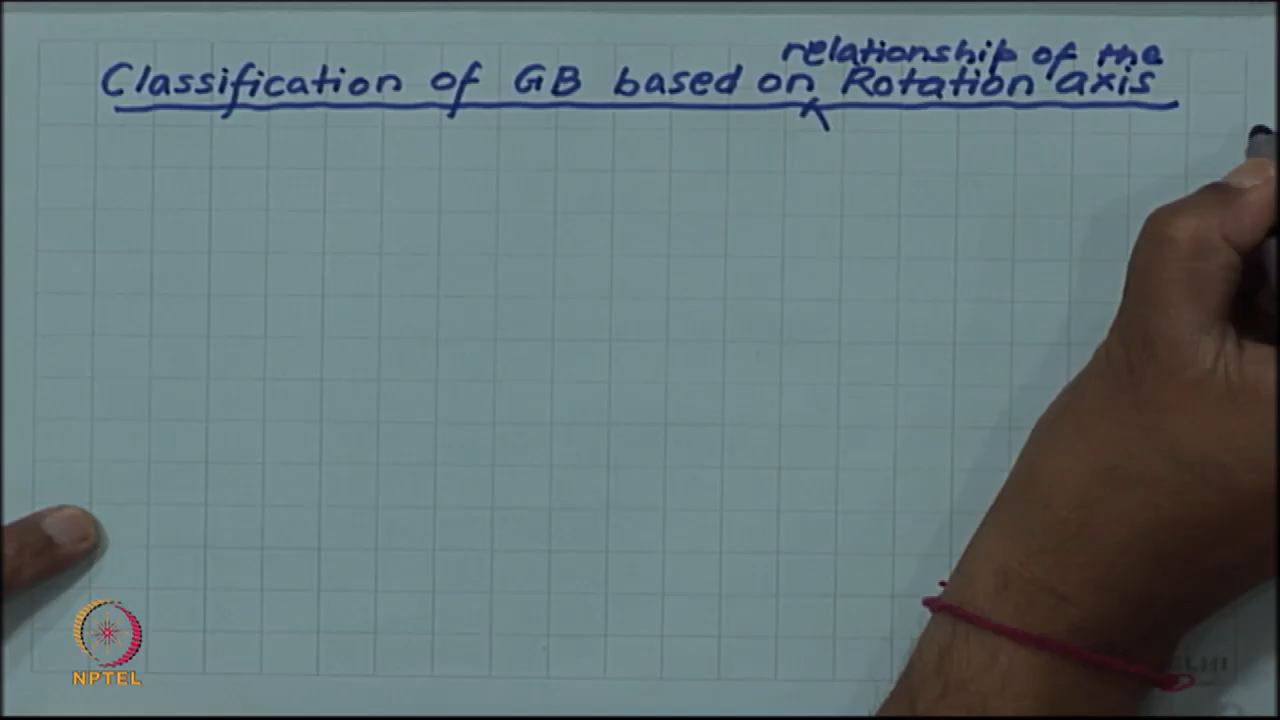 relationship of the
Classification of GB based on Rotation axis
NPTEL